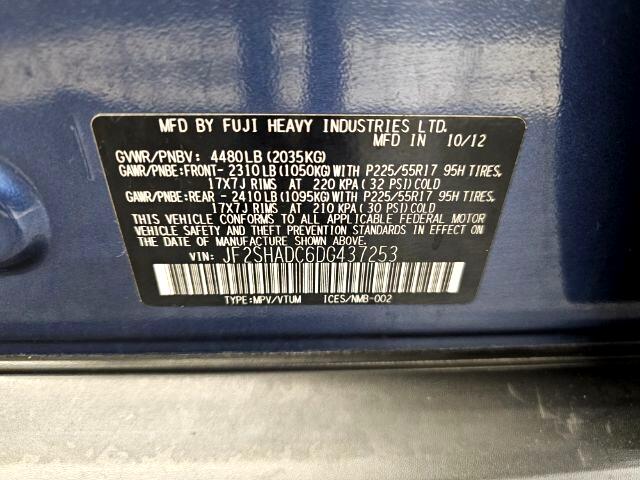 MFD BY FUJI HEAVY INDUSTRIES LTD.
MFD IN 10/12
GVWR/PNBV: 4480LB(2035KG)
GAWR/PNBE:FRONT- 2310LB(1050KG)WITH P225/55R17 95H TIRES,
17X7J RIMS AT 220 KPA(32 PSI)COLD
GAWR/PNBE:REAR - 2410LB(1095KG)WITH P225/55R17 95H TIRES,
17X7J RIMS AT 210 KPA(30 PSI)COLD
THIS VEHICLE CONFORMS TO ALL APPLICABLE FEDERAL MOTOR
VEHICLE SAFETY,BUMPER,AND THEFT PREVENTION STANDARDS IN EFFECT
ON THE DATE OF MANUFACTURE SHOWN ABOVE.
VIN: JF2SHADC6DG437253
TYPE:MPV/VTUM ICES/NMB-002